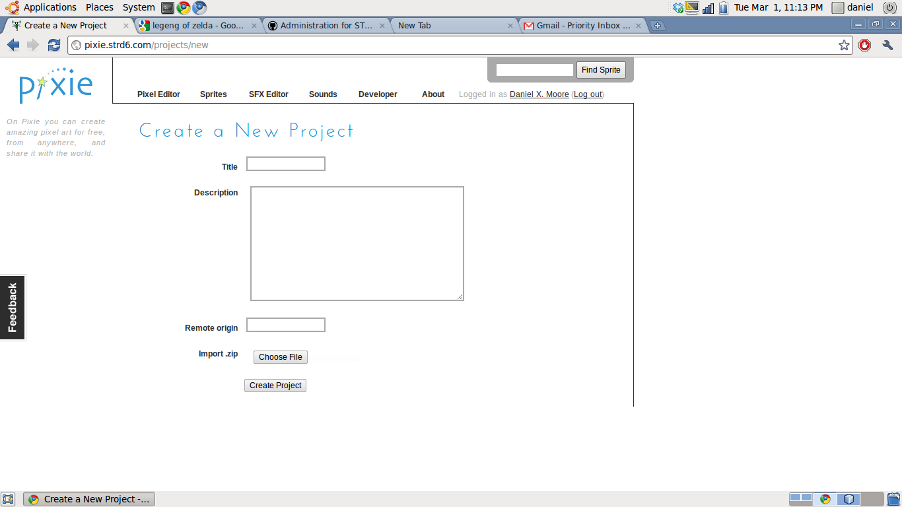 Applications Places System Tue Mar 1, 11:13 PM daniel
Create a New Project legeng of zelda - Goo... Administration for ST... New Tab Gmail - Priority Inbox ...
pixie.strd6.com/projects/new
pixie
Find Sprite
Pixel Editor Sprites SFX Editor Sounds Developer About Logged in as Daniel X. Moore (Log out)
On Pixie you can create
amazing pixel art for free,
from anywhere, and
share it with the world.
Create a New Project
Title
Description
Feedback
Remote origin
Import .zip Choose File
Create Project
Create a New Project -...